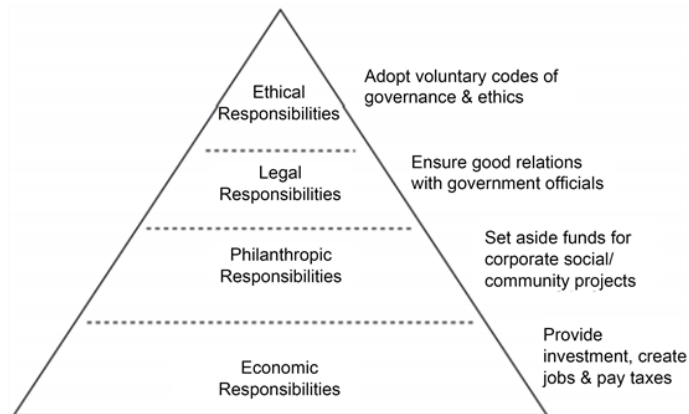 Ethical
Responsibilities
Adopt voluntary codes of
governance & ethics
Legal
Responsibilities
Ensure good relations
with government officials
Philanthropic
Responsibilities
Set aside funds for
corporate social/
community projects
Economic
Responsibilities
Provide
investment, create
jobs & pay taxes